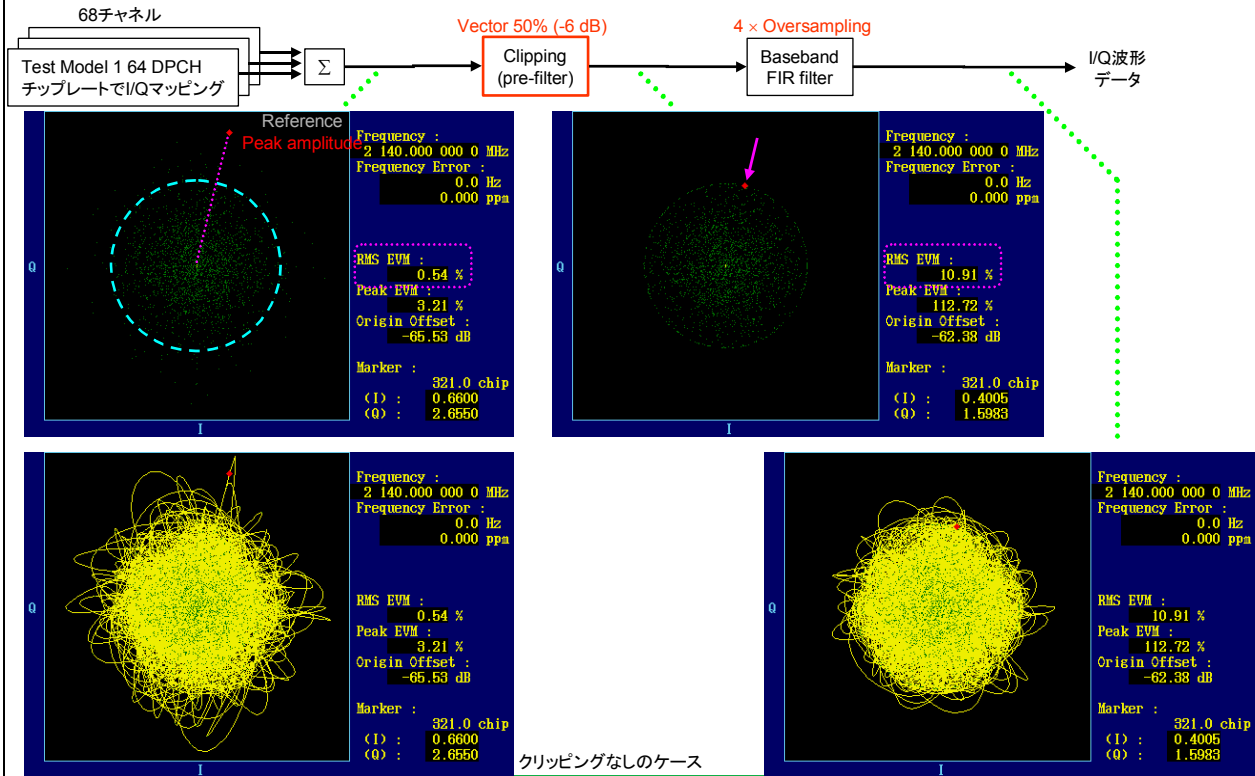 68チャネル
Test Model 1 64 DPCH
チップレートでI/Qマッピング
Σ
Vector 50% (-6 dB)
Clipping
(pre-filter)
4 × Oversampling
Baseband
FIR filter
I/Q波形
データ
Reference
Peak amplitude
Q
I
Frequency :
2 140.000 000 0 MHz
Frequency Error :
0.0 Hz
0.000 ppm
RMS EVM :
0.54 %
Peak EVM :
3.21 %
Origin Offset :
-65.53 dB
Marker :
321.0 chip
(I) : 0.6600
(Q) : 2.6550
Q
I
Frequency :
2 140.000 000 0 MHz
Frequency Error :
0.0 Hz
0.000 ppm
RMS EVM :
10.91 %
Peak EVM :
112.72 %
Origin Offset :
-62.38 dB
Marker :
321.0 chip
(I) : 0.4005
(Q) : 1.5983
Q
I
Frequency :
2 140.000 000 0 MHz
Frequency Error :
0.0 Hz
0.000 ppm
RMS EVM :
0.54 %
Peak EVM :
3.21 %
Origin Offset :
-65.53 dB
Marker :
321.0 chip
(I) : 0.6600
(Q) : 2.6550
クリッピングなしのケース
Q
I
Frequency :
2 140.000 000 0 MHz
Frequency Error :
0.0 Hz
0.000 ppm
RMS EVM :
10.91 %
Peak EVM :
112.72 %
Origin Offset :
-62.38 dB
Marker :
321.0 chip
(I) : 0.4005
(Q) : 1.5983